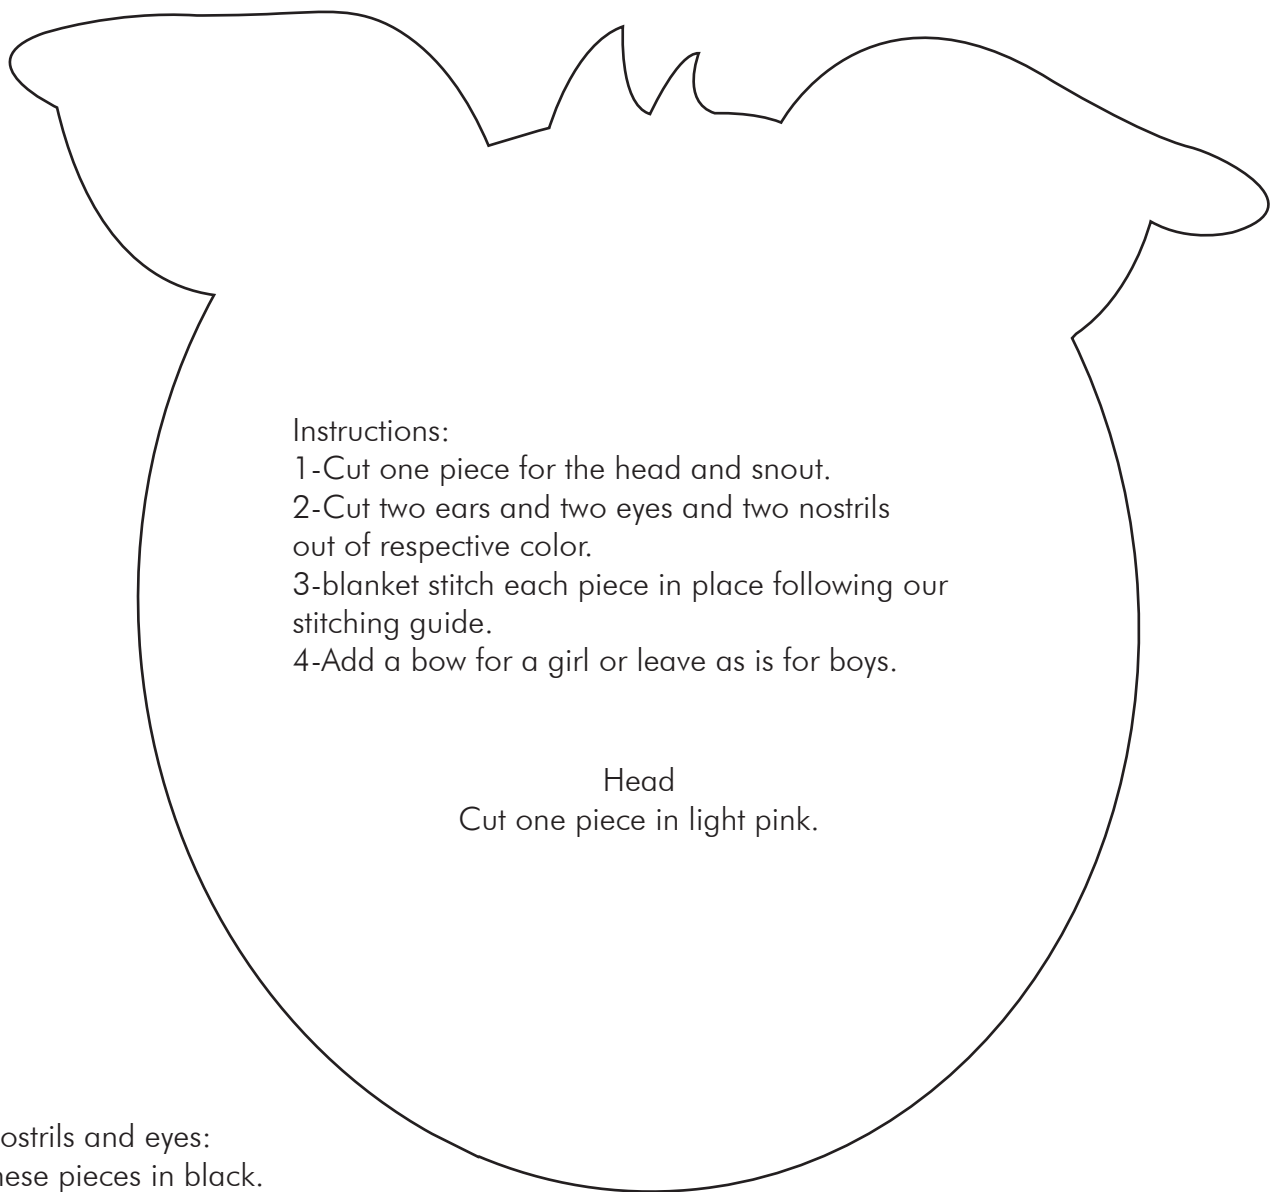 Instructions:
1-Cut one piece for the head and snout.
2-Cut two ears and two eyes and two nostrils
out of respective color.
3-blanket stitch each piece in place following our
stitching guide.
4-Add a bow for a girl or leave as is for boys.
Head
Cut one piece in light pink.
ostrils and eyes:
hese pieces in black.